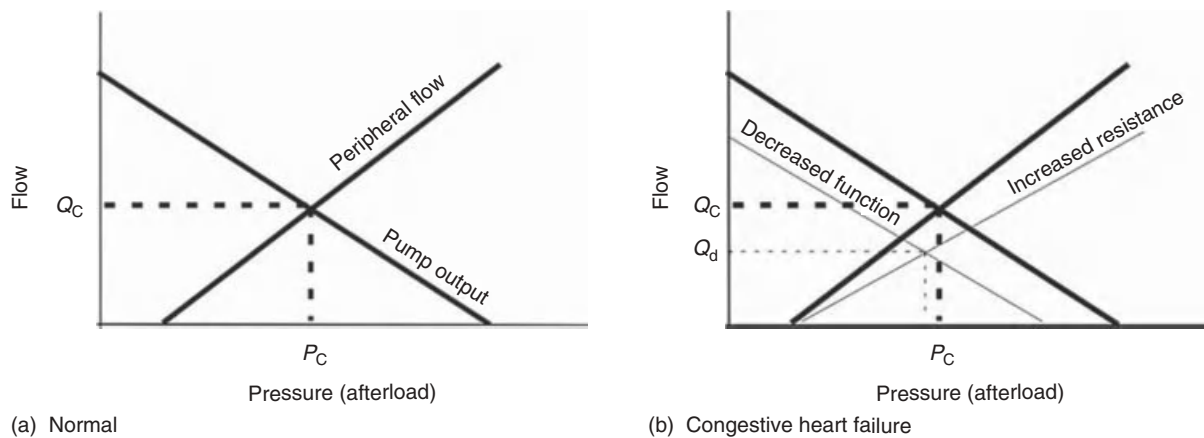 Flow
Q_C
Peripheral flow
Pump output
P_C
Pressure (afterload)
(a) Normal
Flow
Q_C
Q_d
Decreased function
Increased resistance
P_C
Pressure (afterload)
(b) Congestive heart failure